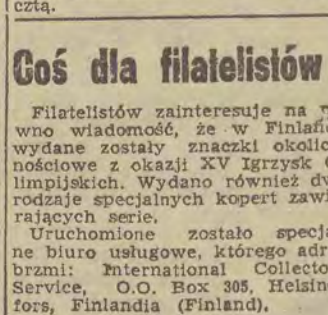 cztą.
Coś dla filatelistów
Filatelistów zainteresuje na
wno wiadomość, że w Finlan
wydane zostały znaczki okolic
nościowe z okazji XV Igrzysk O
limpijskich. Wydano również dw
rodzaje specjalnych kopert zawi
rających serie.
Uruchomione zostało specja
ne biuro usługowe, którego adr
brzmi: International Collecto
Service, O.O. Box 305, Helsin
fors, Finlandia (Finland).